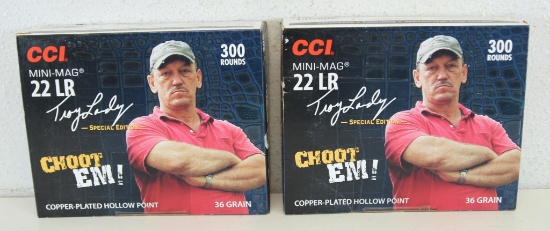 CCI.
300
ROUNDS
MINI-MAG®
22 LR
Troy Landry
SPECIAL EDITION
CHOOT
EM!
COPPER-PLATED HOLLOW POINT 36 GRAIN
CCI.
300
ROUNDS
MINI-MAG®
22 LR
Troy Landry
SPECIAL EDITION
CHOOT
EM!
COPPER-PLATED HOLLOW POINT 36 GRAIN